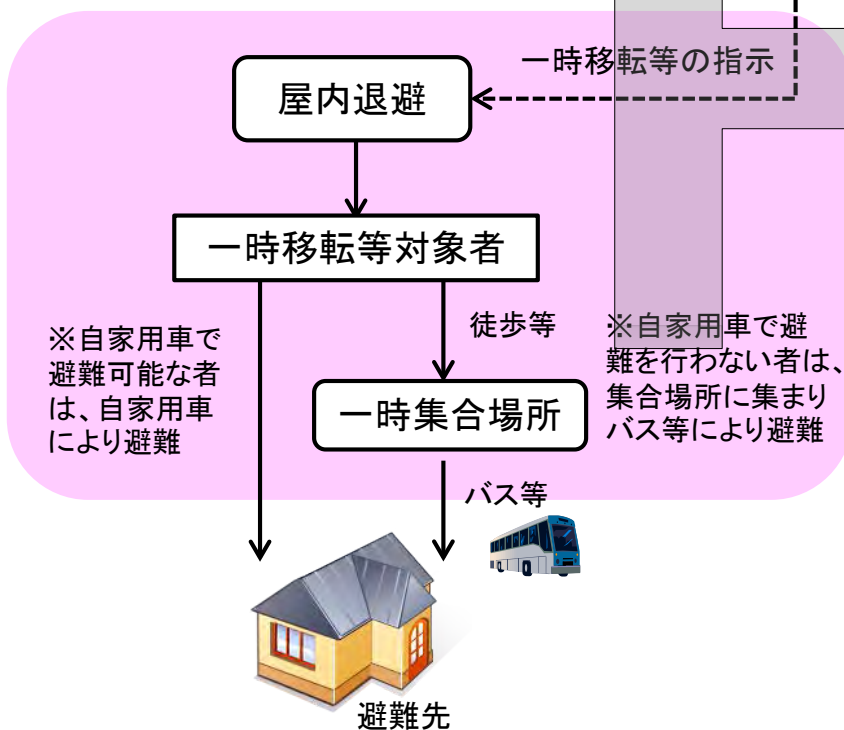 一時移転等の指示
屋内退避
一時移転等対象者
※自家用車で
避難可能な者
は、自家用車
により避難
徒歩等
※自家用車で避
難を行わない者は、
集合場所に集まり
バス等により避難
一時集合場所
バス等
避難先